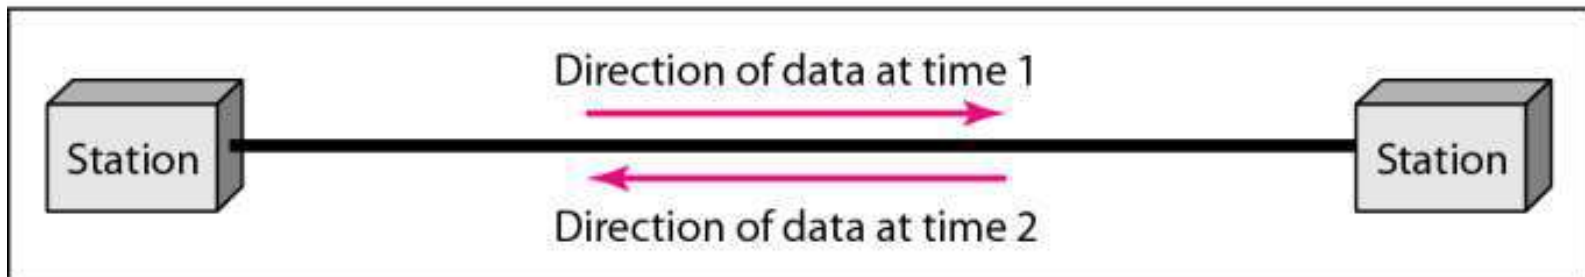 Direction of data at time 1
Station
Station
Direction of data at time 2